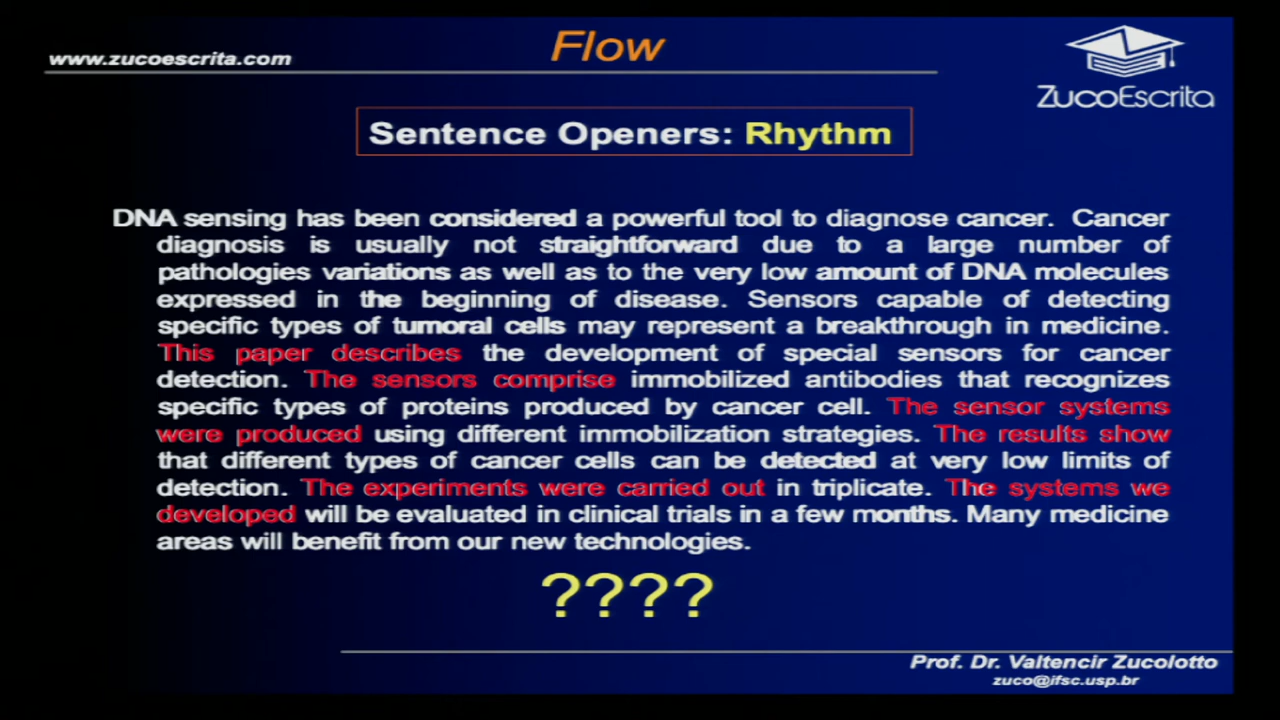 Flow
www.zucoescrita.com
ZucoEscrita
Sentence Openers: Rhythm
DNA sensing has been considered a powerful tool to diagnose cancer. Cancer
diagnosis is usually not straightforward due to a large number of
pathologies variations as well as to the very low amount of DNA molecules
expressed in the beginning of disease. Sensors capable of detecting
specific types of tumoral cells may represent a breakthrough in medicine.
This paper describes the development of special sensors for cancer
detection. The sensors comprise immobilized antibodies that recognizes
specific types of proteins produced by cancer cell. The sensor systems
were produced using different immobilization strategies. The results show
that different types of cancer cells can be detected at very low limits of
detection. The experiments were carried out in triplicate. The systems we
developed will be evaluated in clinical trials in a few months. Many medicine
areas will benefit from our new technologies.
????
Prof. Dr. Valtencir Zucolotto
zuco@ifsc.usp.br